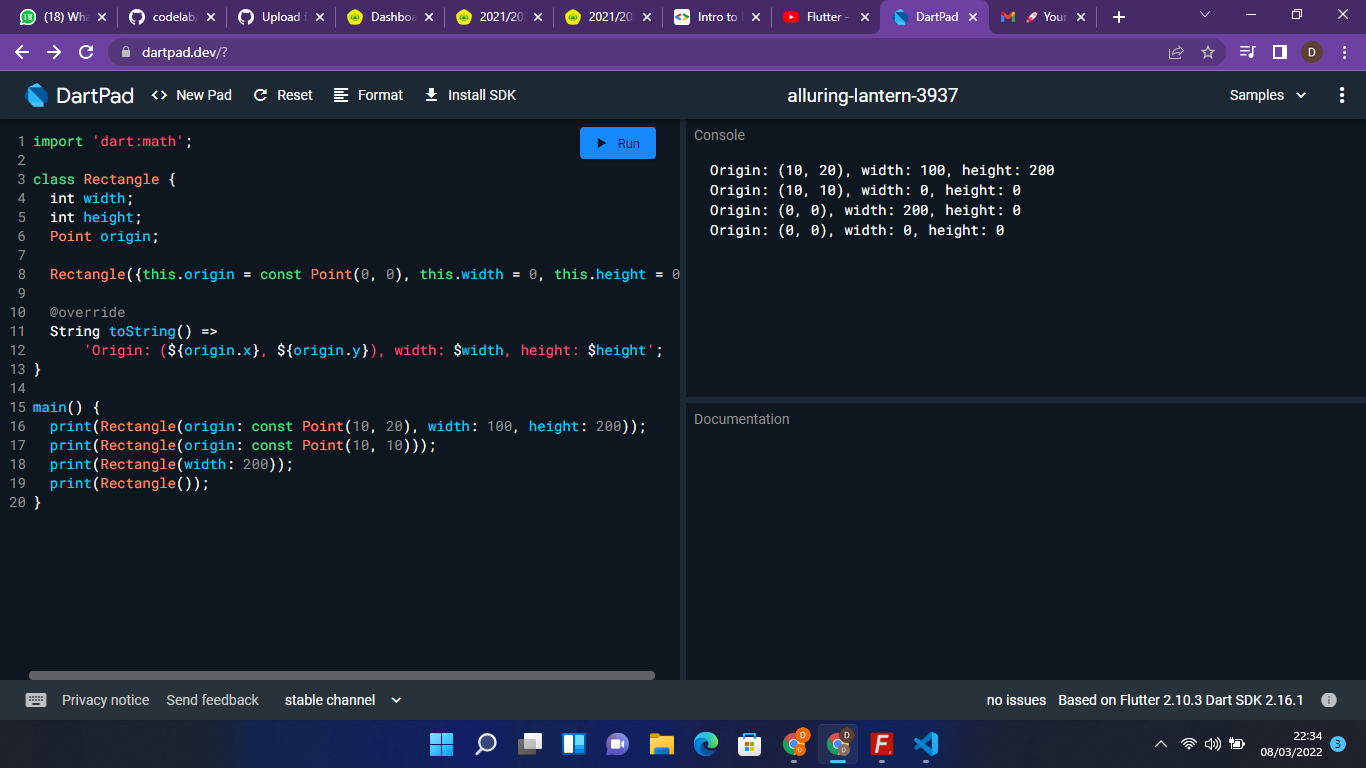 18 (18) Wha
codelab
Upload f
Dashboa
2021/20
2021/20
Intro to
Flutter -
DartPad
Your
dartpad.dev/?
D
DartPad
New Pad
Reset
Format
Install SDK
alluring-lantern-3937
Samples
1 import 'dart:math';
2
3 class Rectangle {
4 int width;
5 int height;
6 Point origin;
7
8 Rectangle({this.origin = const Point(0, 0), this.width = 0, this.height = 0
9
10 @override
11 String toString() =>
12 'Origin: (${origin.x}, ${origin.y}), width: $width, height: $height';
13 }
14
15 main() {
16 print(Rectangle(origin: const Point(10, 20), width: 100, height: 200));
17 print(Rectangle(origin: const Point(10, 10)));
18 print(Rectangle(width: 200));
19 print(Rectangle());
20 }
Run
Console
Origin: (10, 20), width: 100, height: 200
Origin: (10, 10), width: 0, height: 0
Origin: (0, 0), width: 200, height: 0
Origin: (0, 0), width: 0, height: 0
Documentation
Privacy notice
Send feedback
stable channel
no issues
Based on Flutter 2.10.3 Dart SDK 2.16.1
D
D
F
22:34
08/03/2022
3